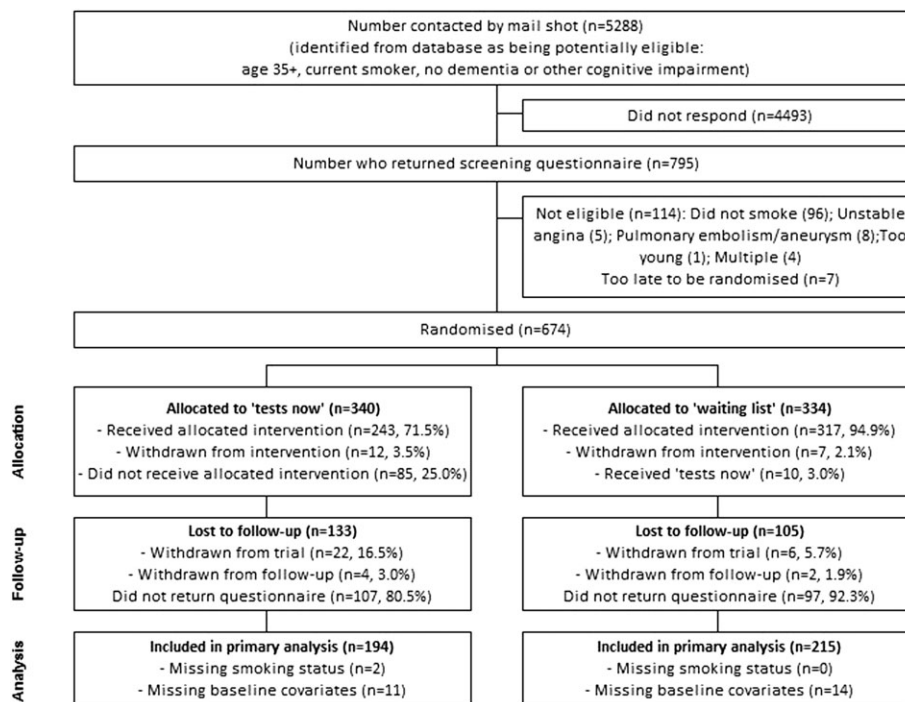 Number contacted by mail shot (n=5288)
(identified from database as being potentially eligible:
age 35+, current smoker, no dementia or other cognitive impairment)
Did not respond (n=4493)
Number who returned screening questionnaire (n=795)
Not eligible (n=114): Did not smoke (96); Unstable
angina (5); Pulmonary embolism/aneurysm (8);Too
young (1); Multiple (4)
Too late to be randomised (n=7)
Randomised (n=674)
Allocation
Allocated to 'tests now' (n=340)
- Received allocated intervention (n=243, 71.5%)
- Withdrawn from intervention (n=12, 3.5%)
- Did not receive allocated intervention (n=85, 25.0%)
Allocated to 'waiting list' (n=334)
- Received allocated intervention (n=317, 94.9%)
- Withdrawn from intervention (n=7, 2.1%)
- Received 'tests now' (n=10, 3.0%)
Follow-up
Lost to follow-up (n=133)
- Withdrawn from trial (n=22, 16.5%)
- Withdrawn from follow-up (n=4, 3.0%)
Did not return questionnaire (n=107, 80.5%)
Lost to follow-up (n=105)
- Withdrawn from trial (n=6, 5.7%)
- Withdrawn from follow-up (n=2, 1.9%)
Did not return questionnaire (n=97, 92.3%)
Analysis
Included in primary analysis (n=194)
- Missing smoking status (n=2)
- Missing baseline covariates (n=11)
Included in primary analysis (n=215)
- Missing smoking status (n=0)
- Missing baseline covariates (n=14)